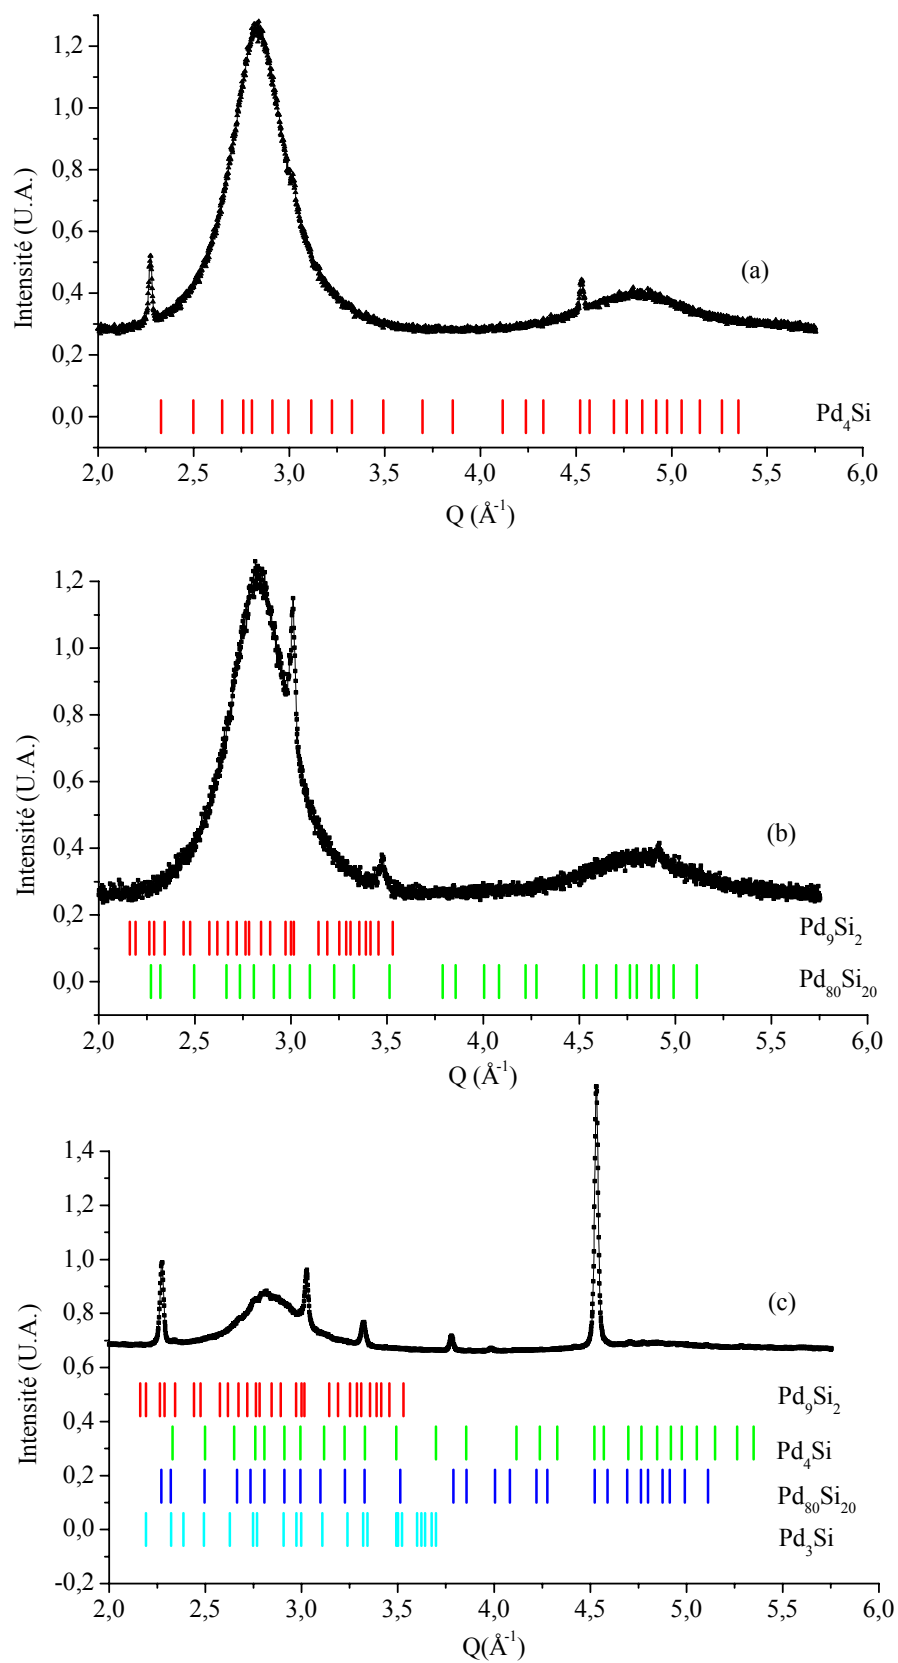 1,2
1,0
0,8
0,6
0,4
0,2
0,0
Intensité (U.A.)
(a)
Pd4Si
2,0 2,5 3,0 3,5 4,0 4,5 5,0 5,5 6,0
Q (Å-1)
1,2
1,0
0,8
0,6
0,4
0,2
0,0
Intensité (U.A.)
(b)
Pd9Si2
Pd80Si20
2,0 2,5 3,0 3,5 4,0 4,5 5,0 5,5 6,0
Q (Å-1)
1,4
1,2
1,0
0,8
0,6
0,4
0,2
0,0
-0,2
Intensité (U.A.)
(c)
Pd9Si2
Pd4Si
Pd80Si20
Pd3Si
2,0 2,5 3,0 3,5 4,0 4,5 5,0 5,5 6,0
Q(Å-1)